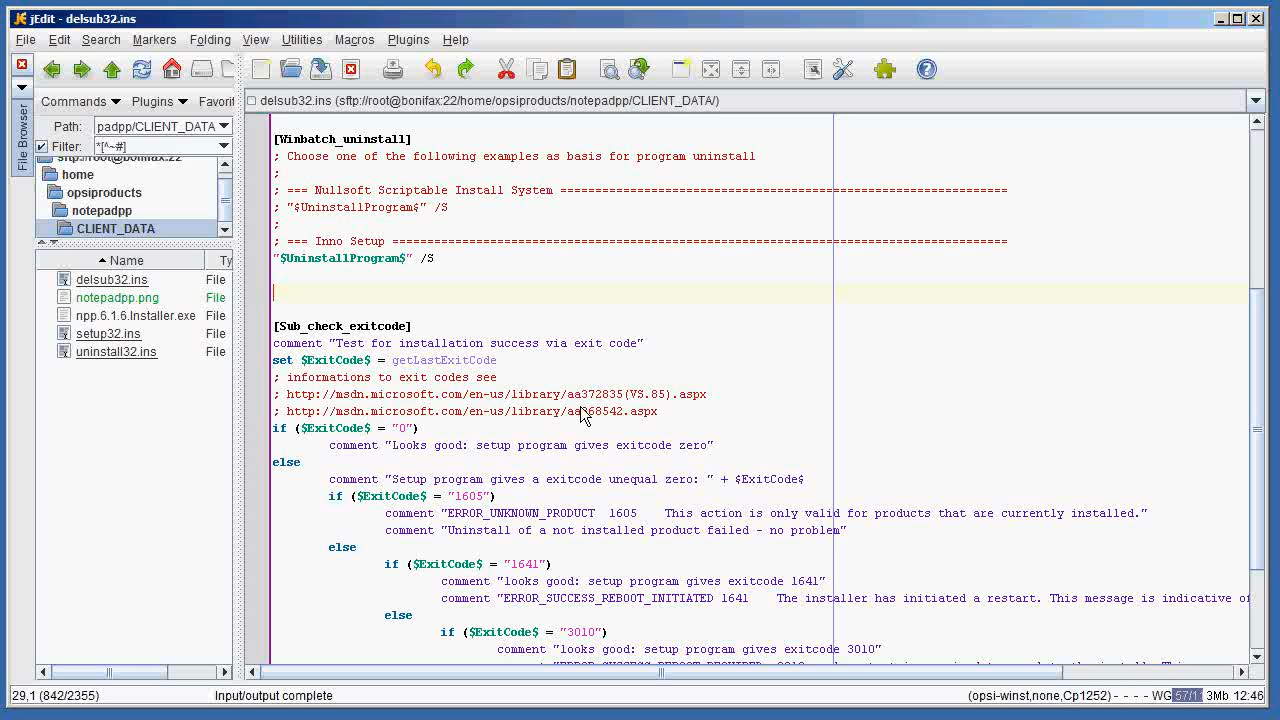 jEdit - delsub32.ins
File Edit Search Markers Folding View Utilities Macros Plugins Help
Commands Plugins Favori
delsub32.ins (sftp://root@bonifax:22/home/opsiproducts/notepadpp/CLIENT_DATA/)
File Browser
Path: padpp/CLIENT_DATA
Filter: *[^~#]
sftp://root@bonifax:22
home
opsiproducts
notepadpp
CLIENT_DATA
Name Ty
delsub32.ins File
notepadpp.png File
npp.6.1.6.Installer.exe File
setup32.ins File
uninstall32.ins File
[Winbatch_uninstall]
; Choose one of the following examples as basis for program uninstall
;
; === Nullsoft Scriptable Install System ================================================================
; "$UninstallProgram$" /S
;
; === Inno Setup ========================================================================================
"$UninstallProgram$" /S
[Sub_check_exitcode]
comment "Test for installation success via exit code"
set $ExitCode$ = getLastExitCode
; informations to exit codes see
; http://msdn.microsoft.com/en-us/library/aa372835(VS.85).aspx
; http://msdn.microsoft.com/en-us/library/aa368542.aspx
if ($ExitCode$ = "0")
comment "Looks good: setup program gives exitcode zero"
else
comment "Setup program gives a exitcode unequal zero: " + $ExitCode$
if ($ExitCode$ = "1605")
comment "ERROR_UNKNOWN_PRODUCT 1605 This action is only valid for products that are currently installed."
comment "Uninstall of a not installed product failed - no problem"
else
if ($ExitCode$ = "1641")
comment "looks good: setup program gives exitcode 1641"
comment "ERROR_SUCCESS_REBOOT_INITIATED 1641 The installer has initiated a restart. This message is indicative of
else
if ($ExitCode$ = "3010")
comment "looks good: setup program gives exitcode 3010"
29,1 (842/2355) Input/output complete (opsi-winst,none,Cp1252) - - - - WG 57/1 3Mb 12:46